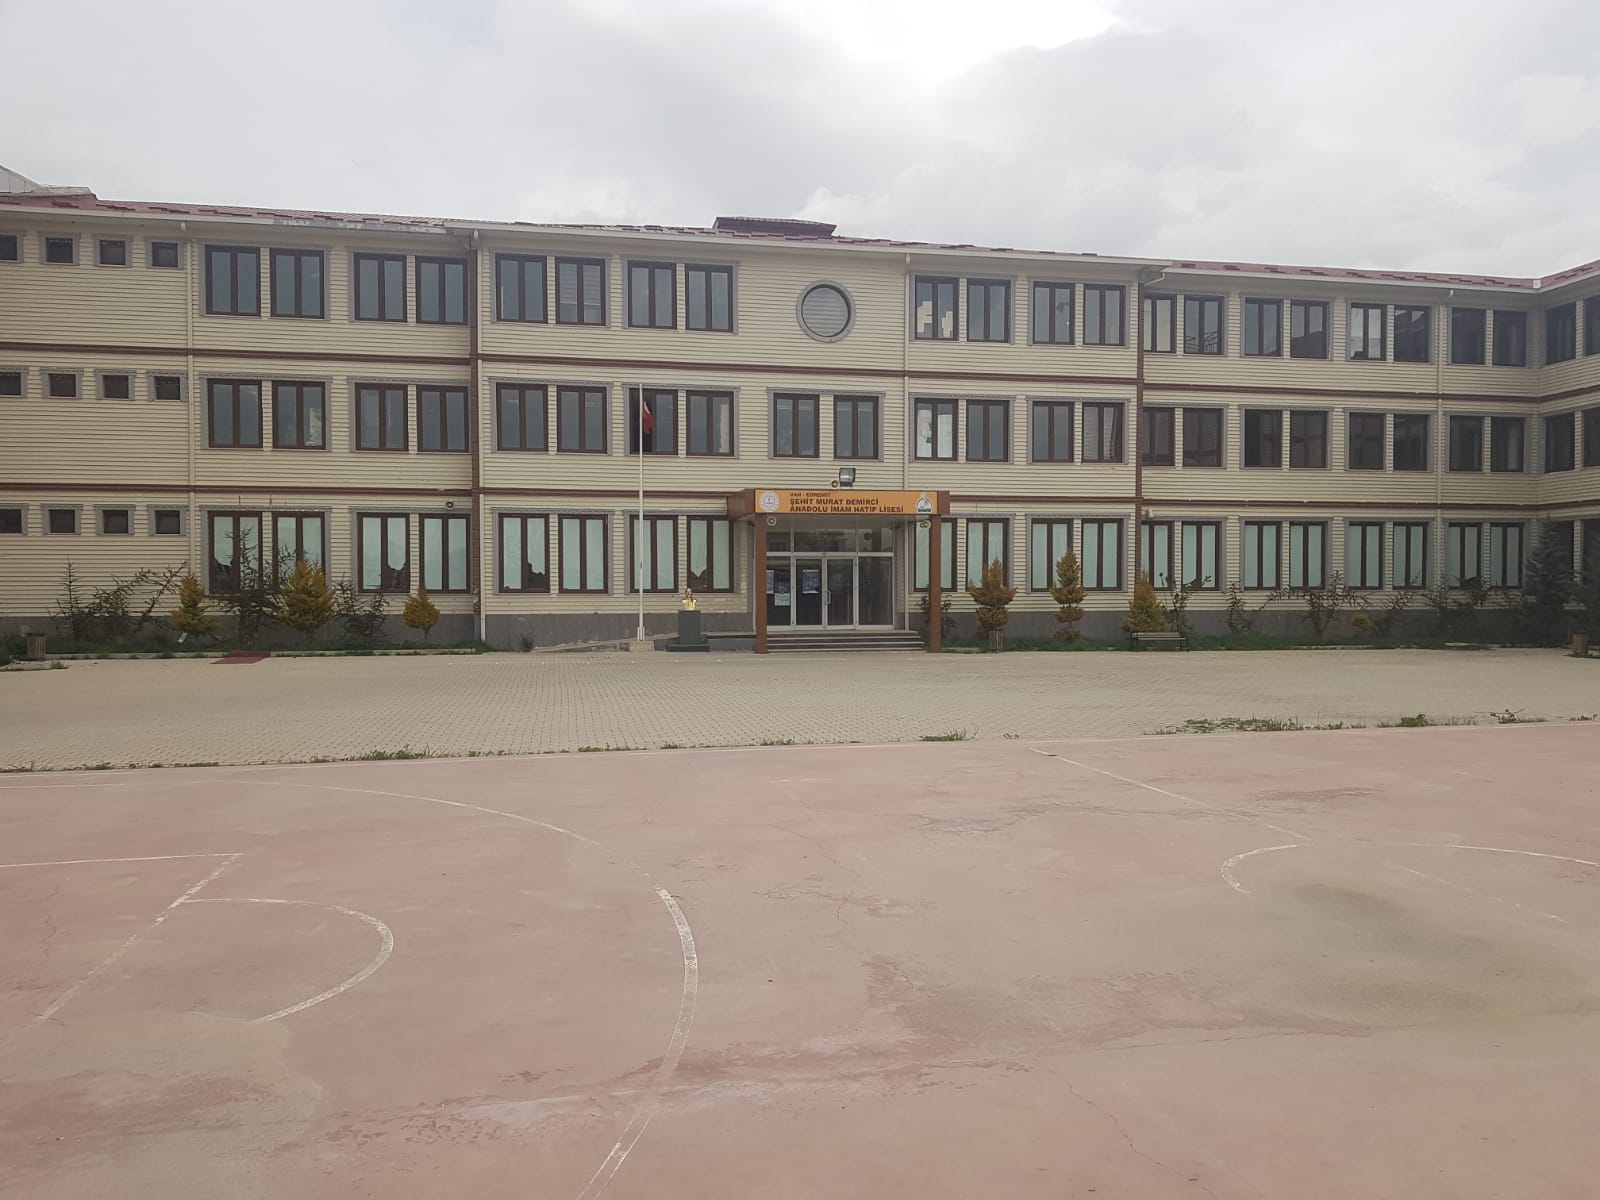 VAN - EDREMİT
ŞEHİT MURAT DEMİRCİ
ANADOLU İMAM HATİP LİSESİ